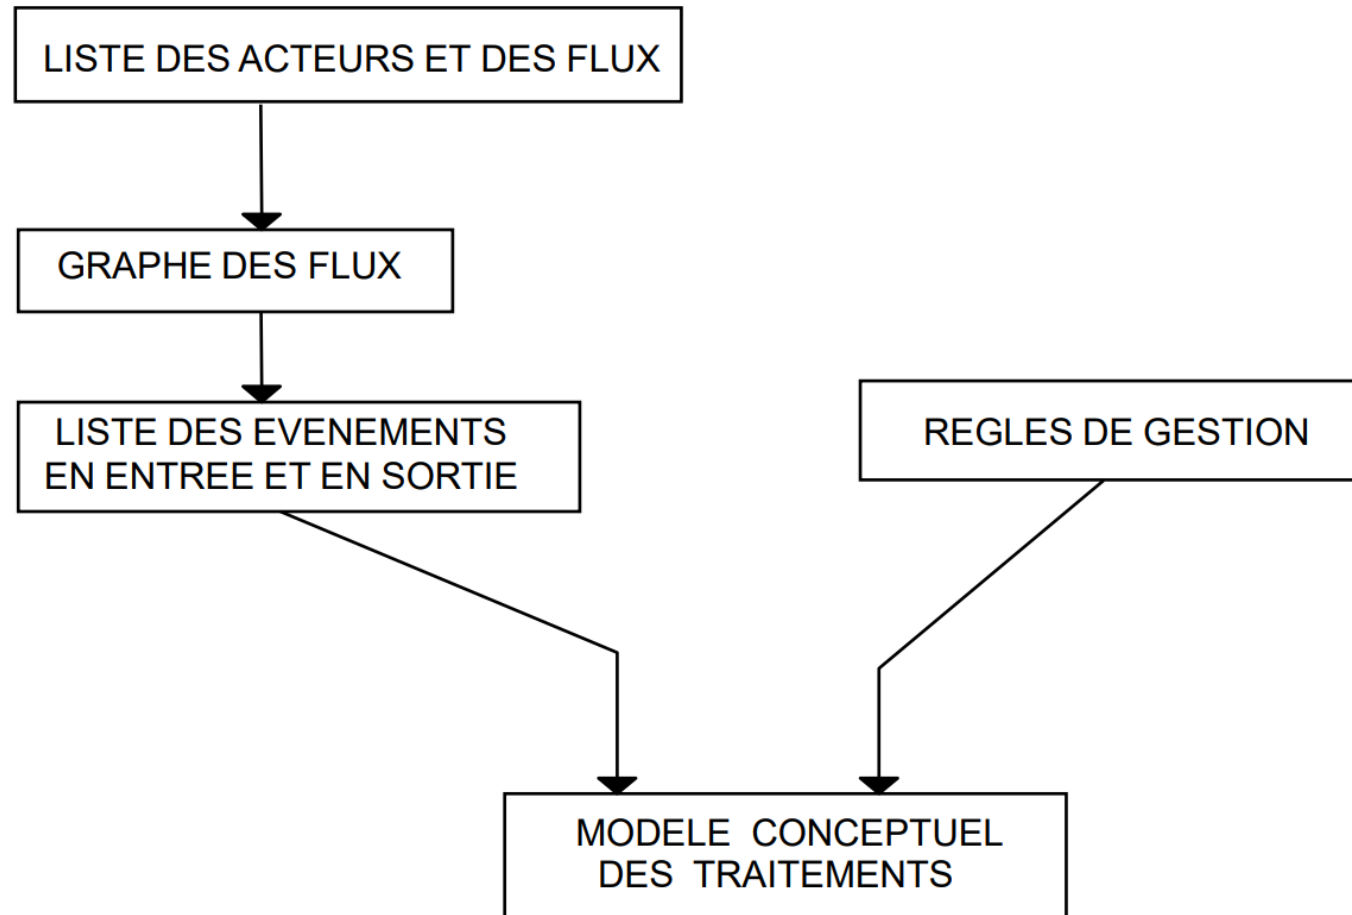 LISTE DES ACTEURS ET DES FLUX
GRAPHE DES FLUX
LISTE DES EVENEMENTS
EN ENTREE ET EN SORTIE
REGLES DE GESTION
MODELE CONCEPTUEL
DES TRAITEMENTS